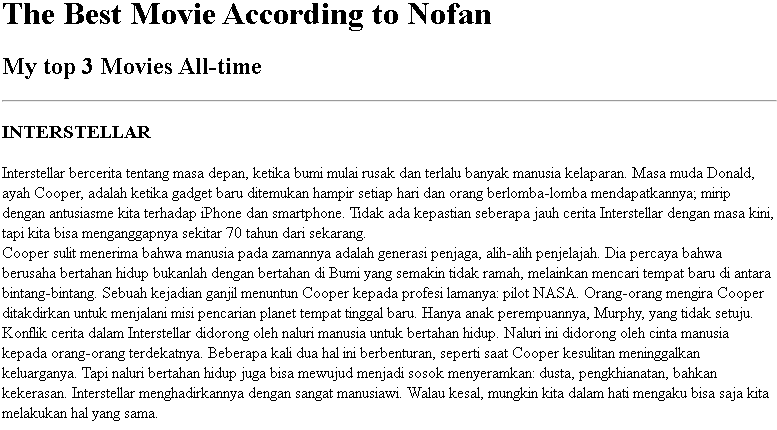 The Best Movie According to Nofan
My top 3 Movies All-time
INTERSTELLAR
Interstellar bercerita tentang masa depan, ketika bumi mulai rusak dan terlalu banyak manusia kelaparan. Masa muda Donald,
ayah Cooper, adalah ketika gadget baru ditemukan hampir setiap hari dan orang berlomba-lomba mendapatkannya; mirip
dengan antusiasme kita terhadap iPhone dan smartphone. Tidak ada kepastian seberapa jauh cerita Interstellar dengan masa kini,
tapi kita bisa menganggapnya sekitar 70 tahun dari sekarang.
Cooper sulit menerima bahwa manusia pada zamannya adalah generasi penjaga, alih-alih penjelajah. Dia percaya bahwa
berusaha bertahan hidup bukanlah dengan bertahan di Bumi yang semakin tidak ramah, melainkan mencari tempat baru di antara
bintang-bintang. Sebuah kejadian ganjil menuntun Cooper kepada profesi lamanya: pilot NASA. Orang-orang mengira Cooper
ditakdirkan untuk menjalani misi pencarian planet tempat tinggal baru. Hanya anak perempuannya, Murphy, yang tidak setuju.
Konflik cerita dalam Interstellar didorong oleh naluri manusia untuk bertahan hidup. Naluri ini didorong oleh cinta manusia
kepada orang-orang terdekatnya. Beberapa kali dua hal ini berbenturan, seperti saat Cooper kesulitan meninggalkan
keluarganya. Tapi naluri bertahan hidup juga bisa mewujud menjadi sosok menyeramkan: dusta, pengkhianatan, bahkan
kekerasan. Interstellar menghadirkannya dengan sangat manusiawi. Walau kesal, mungkin kita dalam hati mengaku bisa saja kita
melakukan hal yang sama.